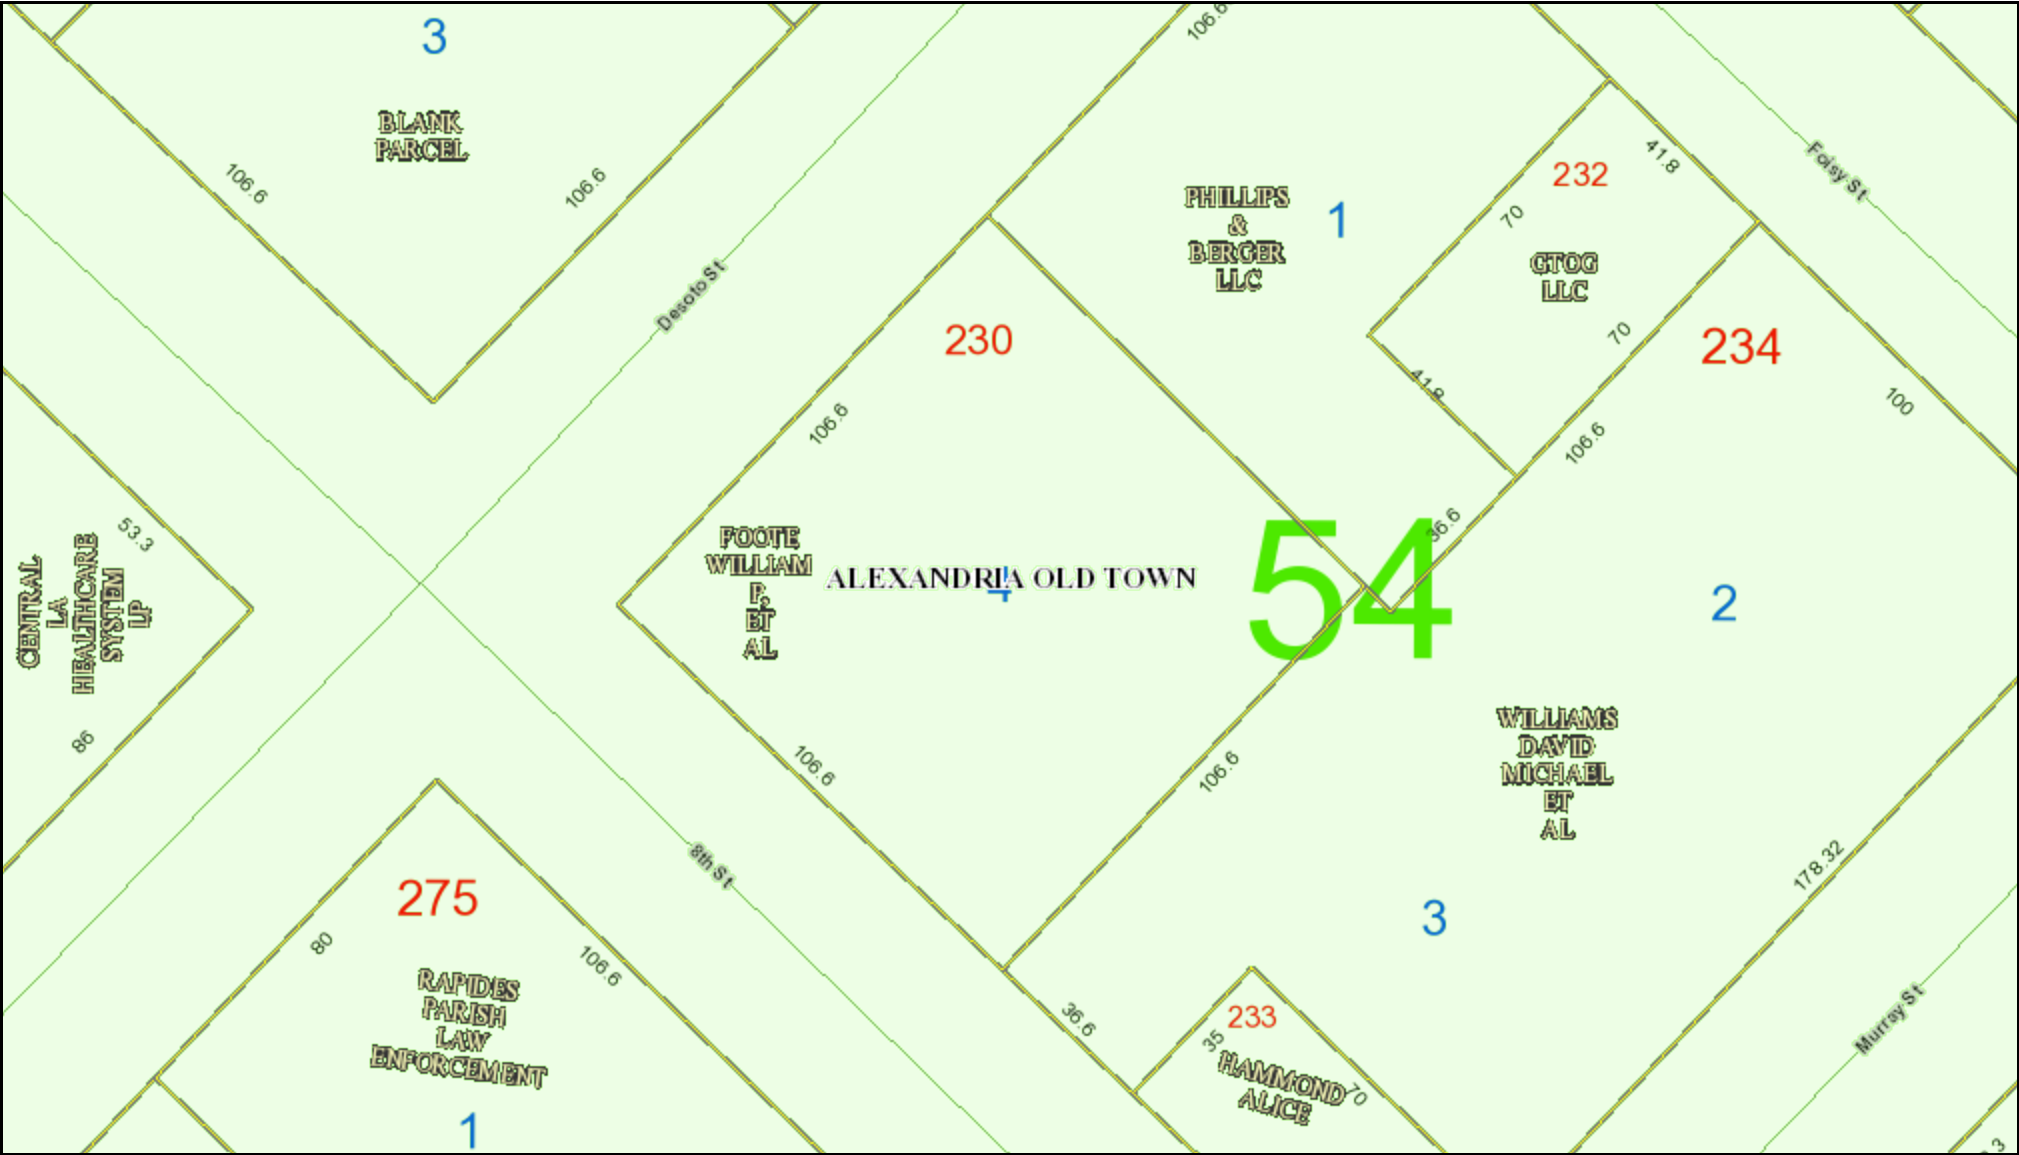 3
BLANK
PARCEL
106.6
106.6
Desoto St
106.6
PHILLIPS
&
BERGER
LLC
1
232
41.8
70
GTOG
LLC
70
41.8
Foisy St
230
106.6
234
100
106.6
36.6
53.3
CENTRAL
LA
HEALTHCARE
SYSTEM
LP
86
FOOTE
WILLIAM
P,
ET
AL
ALEXANDRIA OLD TOWN
4
54
2
106.6
106.6
WILLIAMS
DAVID
MICHAEL
ET
AL
178.32
3
8th St
275
80
106.6
RAPIDES
PARISH
LAW
ENFORCEMENT
1
36.6
233
35
HAMMOND
ALICE
70
Murray St